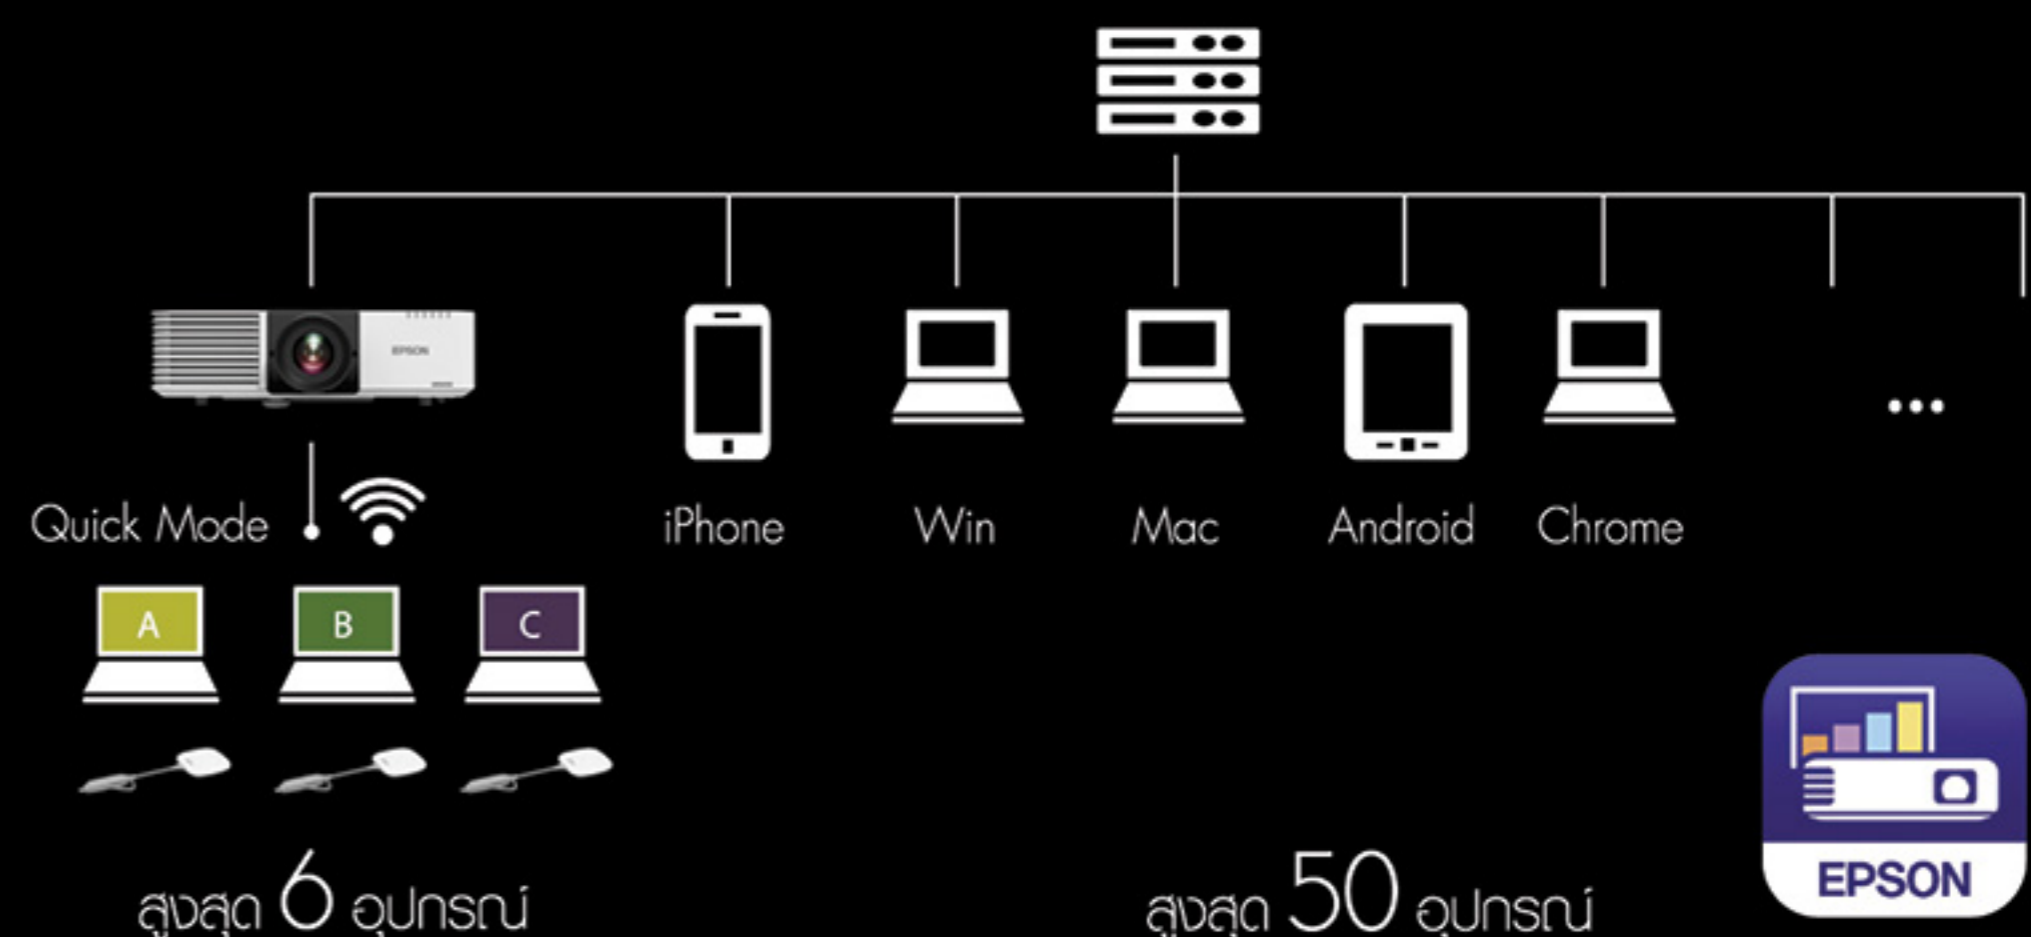 EPSON
Quick Mode
iPhone
Win
Mac
Android
Chrome
...
A
B
C
EPSON
สูงสุด 6 อุปกรณ์
สูงสุด 50 อุปกรณ์